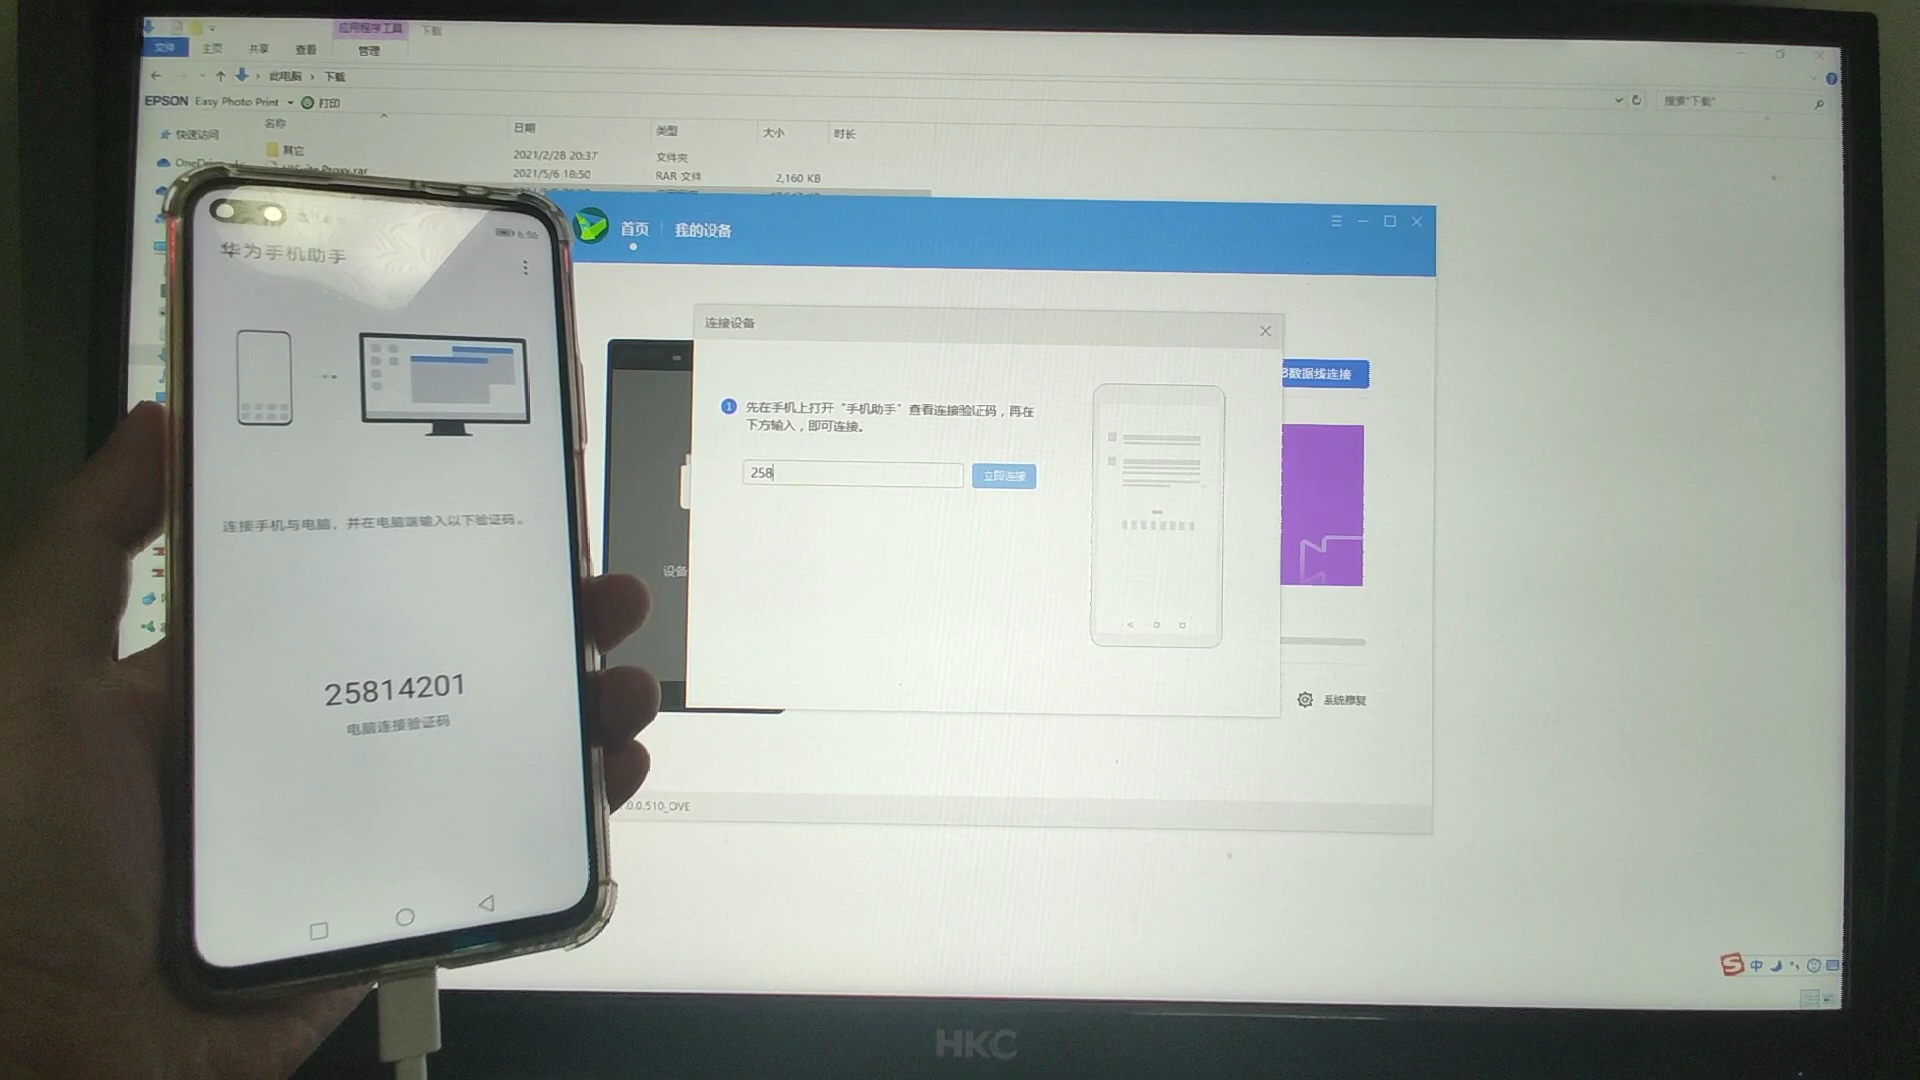 应用程序工具
下载
文件
主页
共享
查看
管理
此电脑 › 下载
EPSON Easy Photo Print
打印
搜索"下载"
名称
日期
类型
大小
时长
快速访问
其它
2021/2/28 20:37
文件夹
2021/5/6 18:50
RAR 文件
2,160 KB
首页
我的设备
连接设备
1 先在手机上打开“手机助手”查看连接验证码，再在
下方输入，即可连接。
258
立即连接
数据线连接
设备
系统修复
.0.0.510_OVE
6:56
华为手机助手
连接手机与电脑，并在电脑端输入以下验证码。
25814201
电脑连接验证码
中
HKC